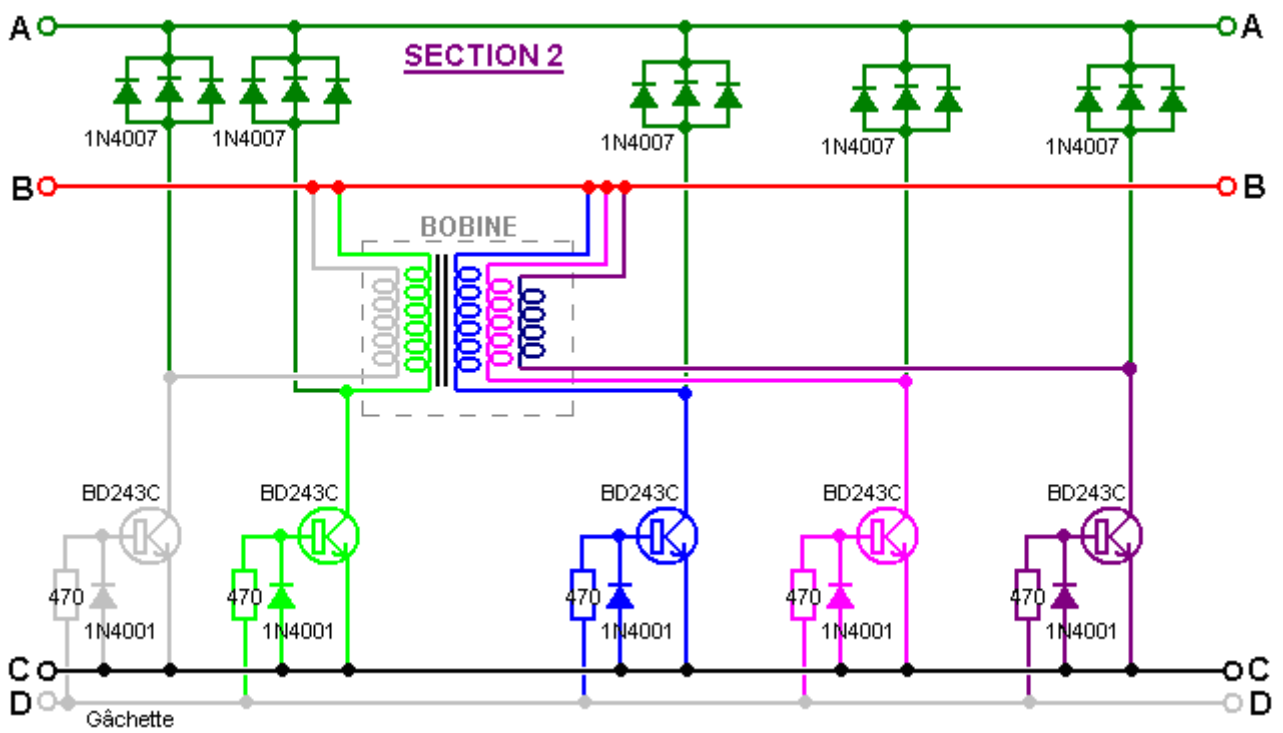 A
A
SECTION 2
1N4007
1N4007
1N4007
1N4007
1N4007
B
B
BOBINE
BD243C
BD243C
BD243C
BD243C
BD243C
470
470
470
470
470
1N4001
1N4001
1N4001
1N4001
1N4001
C
C
D
D
Gâchette